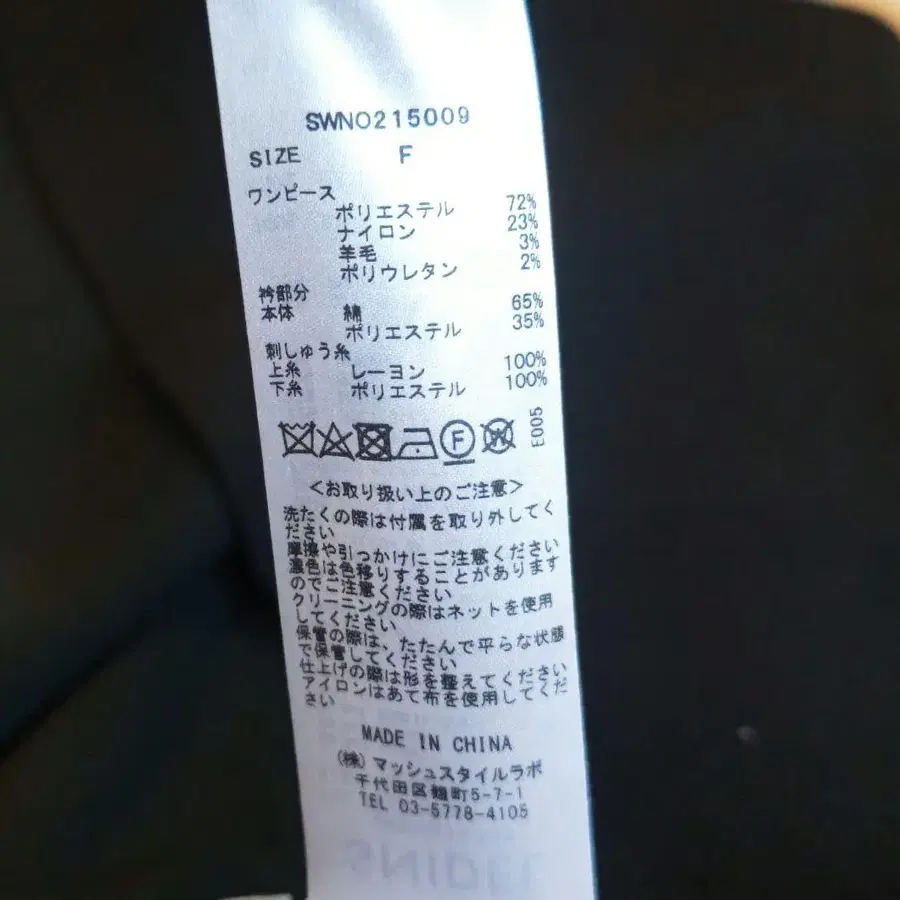 SWNO215009
SIZE F
ワンピース
ポリエステル 72%
ナイロン 23%
羊毛 3%
ポリウレタン 2%
衿部分
本体 綿 65%
ポリエステル 35%
刺しゅう糸
上糸 レーヨン 100%
下糸 ポリエステル 100%
F W E005
<お取り扱い上のご注意>
洗たくの際は付属を取り外してく
ださい
摩擦や引っかけにご注意ください
濃色は色移りすることがあります
のでご注意ください
クリーニングの際はネットを使用
してください
保管の際は、たたんで平らな状態
で保管してください
仕上げの際は形を整えてください
アイロンはあて布を使用してくだ
さい
MADE IN CHINA
(株)マッシュスタイルラボ
千代田区麹町5-7-1
TEL 03-5778-4105
SNIDEL